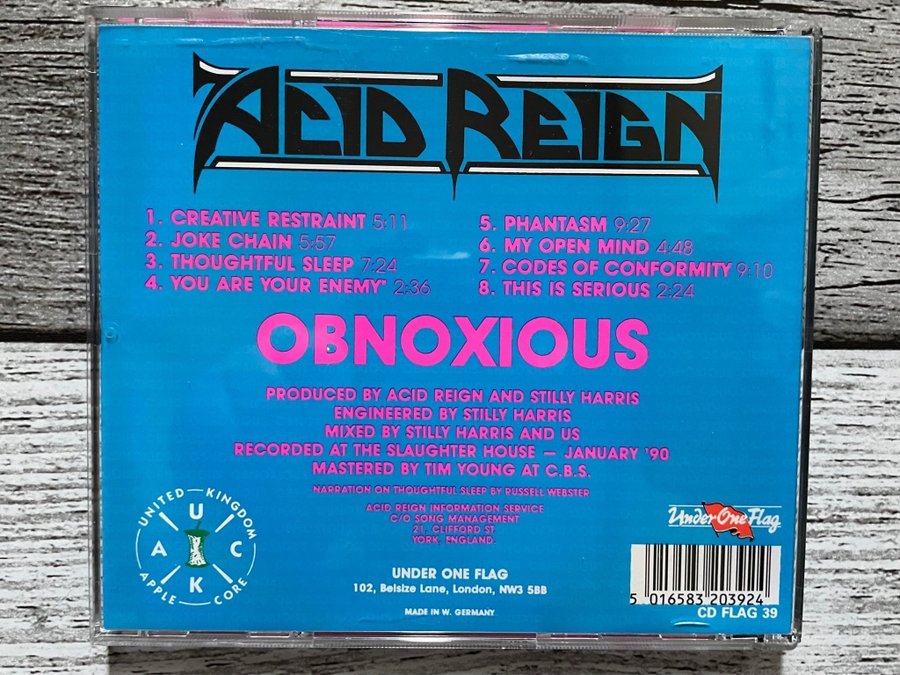 ACID REIGN
1. CREATIVE RESTRAINT 5:11
2. JOKE CHAIN 5:57
3. THOUGHTFUL SLEEP 7:24
4. YOU ARE YOUR ENEMY" 2:36
5. PHANTASM 9:27
6. MY OPEN MIND 4:48
7. CODES OF CONFORMITY 9:10
8. THIS IS SERIOUS 2:24
OBNOXIOUS
PRODUCED BY ACID REIGN AND STILLY HARRIS
ENGINEERED BY STILLY HARRIS
MIXED BY STILLY HARRIS AND US
RECORDED AT THE SLAUGHTER HOUSE — JANUARY '90
MASTERED BY TIM YOUNG AT C.B.S.
NARRATION ON THOUGHTFUL SLEEP BY RUSSELL WEBSTER
ACID REIGN INFORMATION SERVICE
C/O SONG MANAGEMENT
21, CLIFFORD ST
YORK, ENGLAND.
UNITED KINGDOM
U
A C
K
APPLE CORE
UNDER ONE FLAG
102, Belsize Lane, London, NW3 5BB
MADE IN W. GERMANY
Under One Flag
5 016583 203924
CD FLAG 39